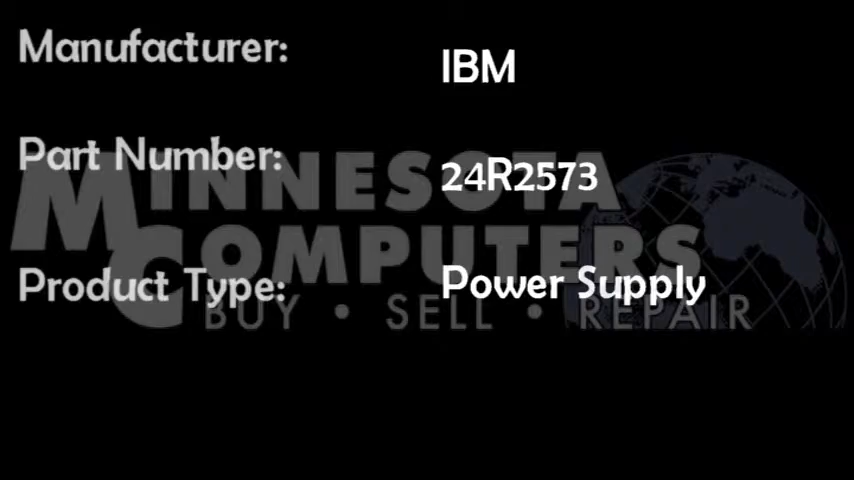 Manufacturer: IBM
Part Number: 24R2573
MINNESOTA
COMPUTERS
Product Type: Power Supply
BUY • SELL • REPAIR